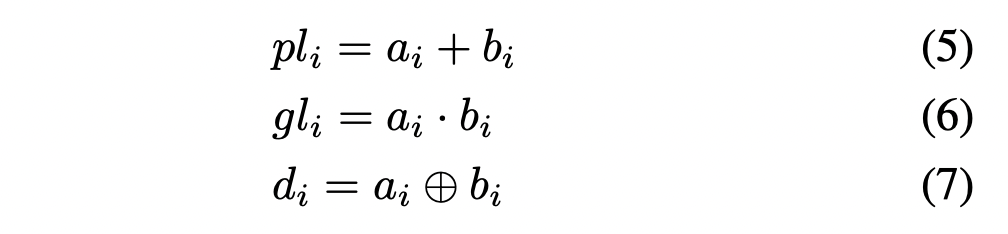 pl_i = a_i + b_i (5)
gl_i = a_i · b_i (6)
d_i = a_i ⊕ b_i (7)